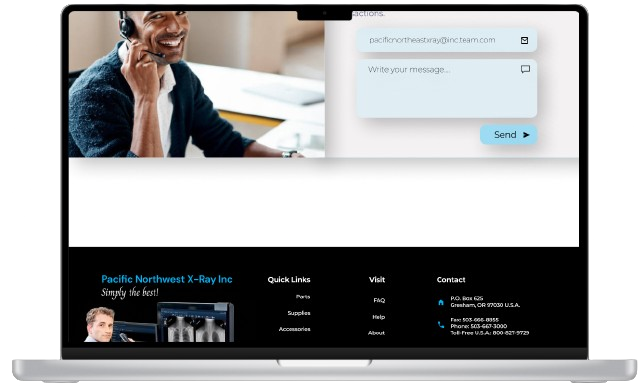 actions.
pacificnortheastxray@inc.team.com
Write your message...
Send
Pacific Northwest X-Ray Inc
Simply the best!
Quick Links
Parts
Supplies
Accessories
Visit
FAQ
Help
About
Contact
P.O. Box 625
Gresham, OR 97030 U.S.A.
Fax: 503-666-8855
Phone: 503-667-3000
Toll-Free U.S.A.: 800-827-9729